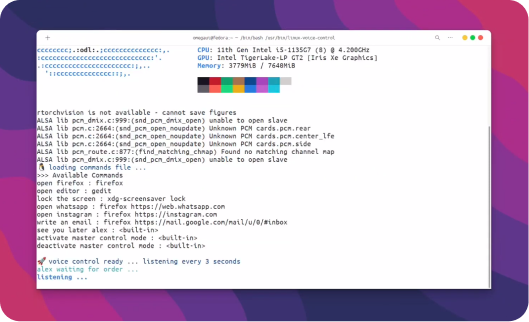 omegaxs@fedora:~ — /bin/bash /usr/bin/linux-voice-control
cccccccc;.:odl:.;cccccccccccccc:,. CPU: 11th Gen Intel i5-1135G7 (8) @ 4.200GHz
:cccccccccccccccccccccccccccccc:'. GPU: Intel TigerLake-LP GT2 [Iris Xe Graphics]
.:cccccccccccccccccccccc:;,.. Memory: 3779MiB / 7648MiB
'::cccccccccccccc::;,.
rtorchvision is not available - cannot save figures
ALSA lib pcm_dmix.c:999:(snd_pcm_dmix_open) unable to open slave
ALSA lib pcm.c:2664:(snd_pcm_open_noupdate) Unknown PCM cards.pcm.rear
ALSA lib pcm.c:2664:(snd_pcm_open_noupdate) Unknown PCM cards.pcm.center_lfe
ALSA lib pcm.c:2664:(snd_pcm_open_noupdate) Unknown PCM cards.pcm.side
ALSA lib pcm_route.c:877:(find_matching_chmap) Found no matching channel map
ALSA lib pcm_dmix.c:999:(snd_pcm_dmix_open) unable to open slave
loading commands file ...
>>> Available Commands
open firefox : firefox
open editor : gedit
lock the screen : xdg-screensaver lock
open whatsapp : firefox https://web.whatsapp.com
open instagram : firefox https://instagram.com
write an email : firefox https://mail.google.com/mail/u/0/#inbox
see you later alex : <built-in>
activate master control mode : <built-in>
deactivate master control mode : <built-in>
🚀 voice control ready ... listening every 3 seconds
alex waiting for order ...
listening ...